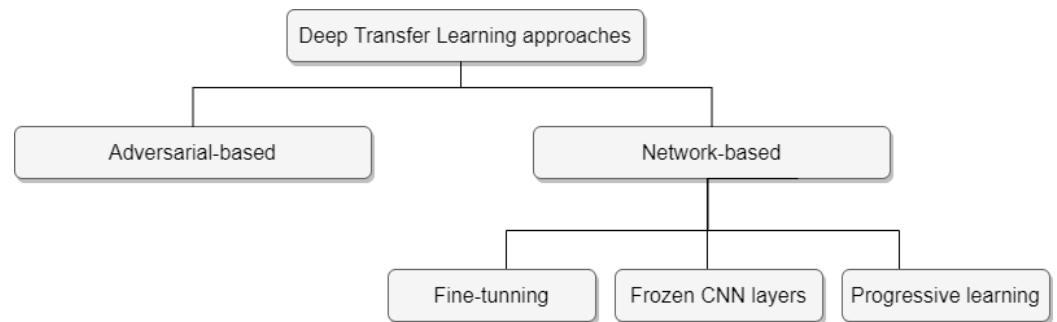 Deep Transfer Learning approaches
Adversarial-based
Network-based
Fine-tunning
Frozen CNN layers
Progressive learning